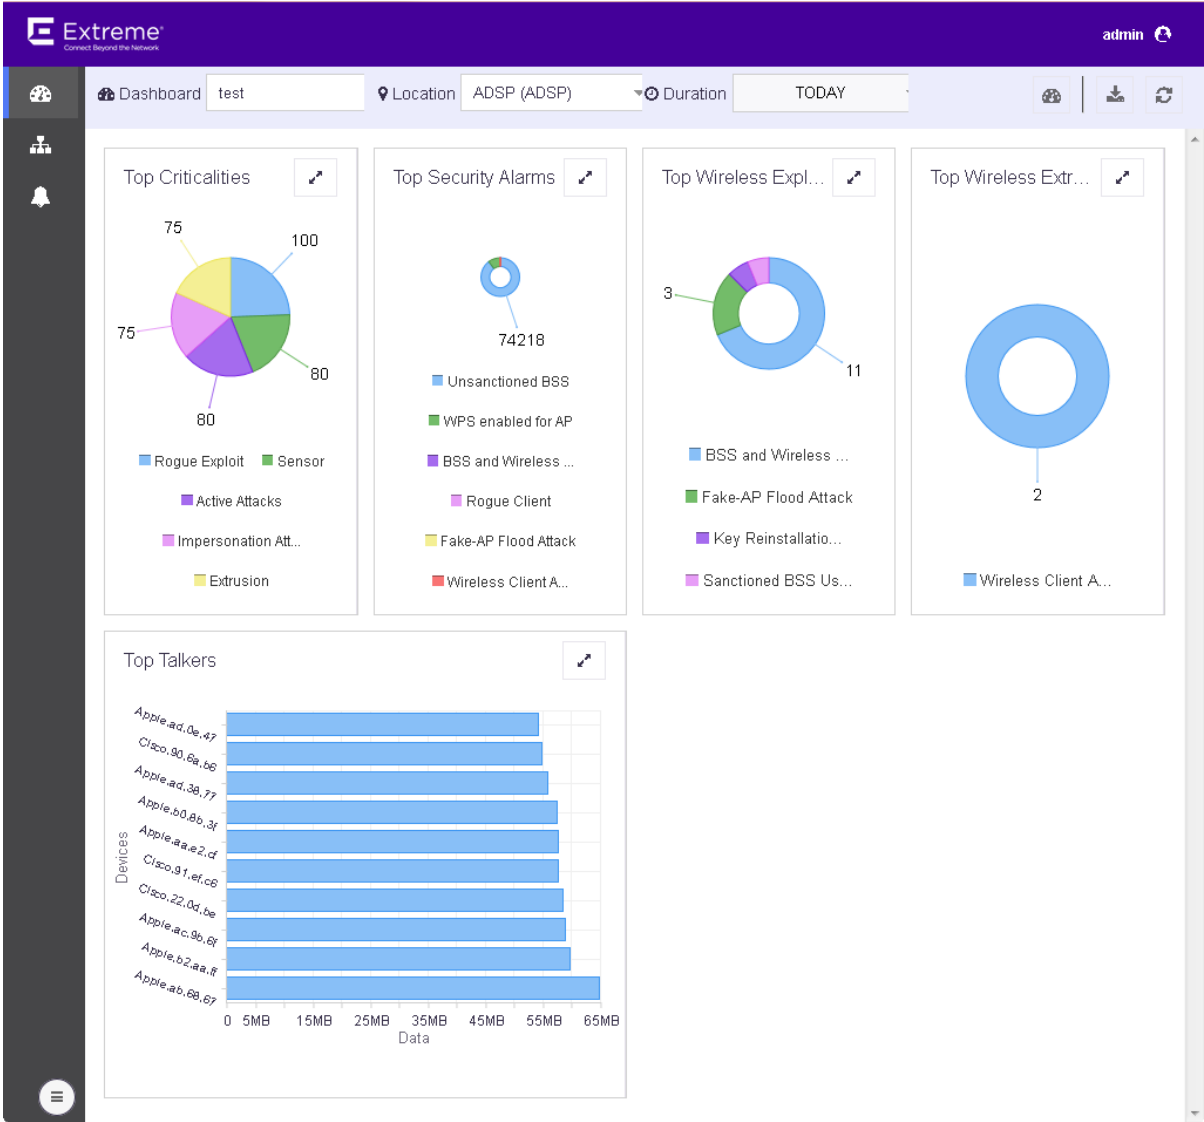 Extreme
Connect Beyond the Network
admin
Dashboard test Location ADSP (ADSP) Duration TODAY
Top Criticalities
75
100
75
80
80
Rogue Exploit Sensor
Active Attacks
Impersonation Att...
Extrusion
Top Security Alarms
74218
Unsanctioned BSS
WPS enabled for AP
BSS and Wireless ...
Rogue Client
Fake-AP Flood Attack
Wireless Client A...
Top Wireless Expl...
3
11
BSS and Wireless ...
Fake-AP Flood Attack
Key Reinstallatio...
Sanctioned BSS Us...
Top Wireless Extr...
2
Wireless Client A...
Top Talkers
Apple.ad.0e.47
Cisco.90.6a.b6
Apple.ad.38.77
Apple.b0.8b.3f
Apple.aa.e2.cf
Cisco.91.ef.c6
Cisco.22.0d.be
Apple.ac.9b.6f
Apple.b2.aa.ff
Apple.ab.68.67
Devices
0 5MB 15MB 25MB 35MB 45MB 55MB 65MB
Data